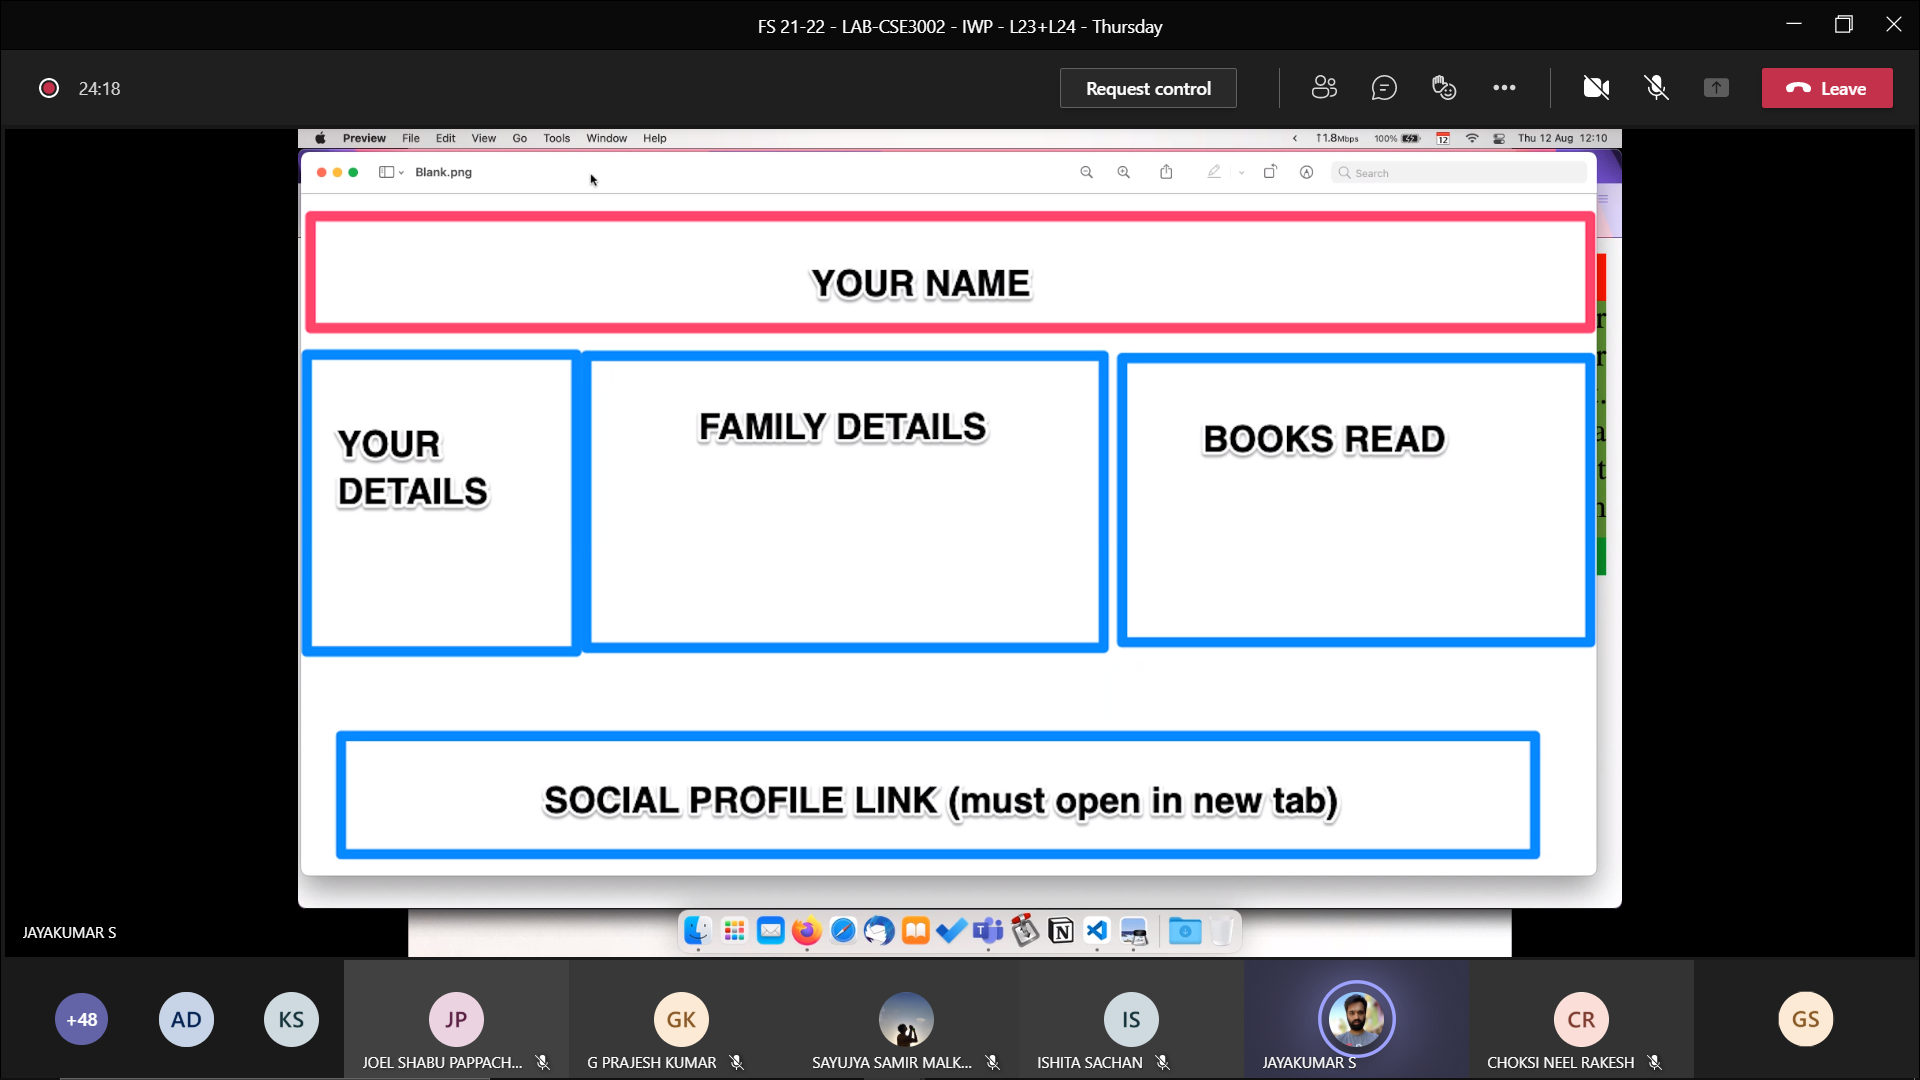 FS 21-22 - LAB-CSE3002 - IWP - L23+L24 - Thursday
24:18
Request control
Leave
Preview File Edit View Go Tools Window Help
1.8Mbps 100% 12 Thu 12 Aug 12:10
Blank.png
Search
YOUR NAME
YOUR
DETAILS
FAMILY DETAILS
BOOKS READ
SOCIAL PROFILE LINK (must open in new tab)
JAYAKUMAR S
+48
AD
KS
JP
JOEL SHABU PAPPACH...
GK
G PRAJESH KUMAR
SAYUJYA SAMIR MALK...
IS
ISHITA SACHAN
JAYAKUMAR S
CR
CHOKSI NEEL RAKESH
GS